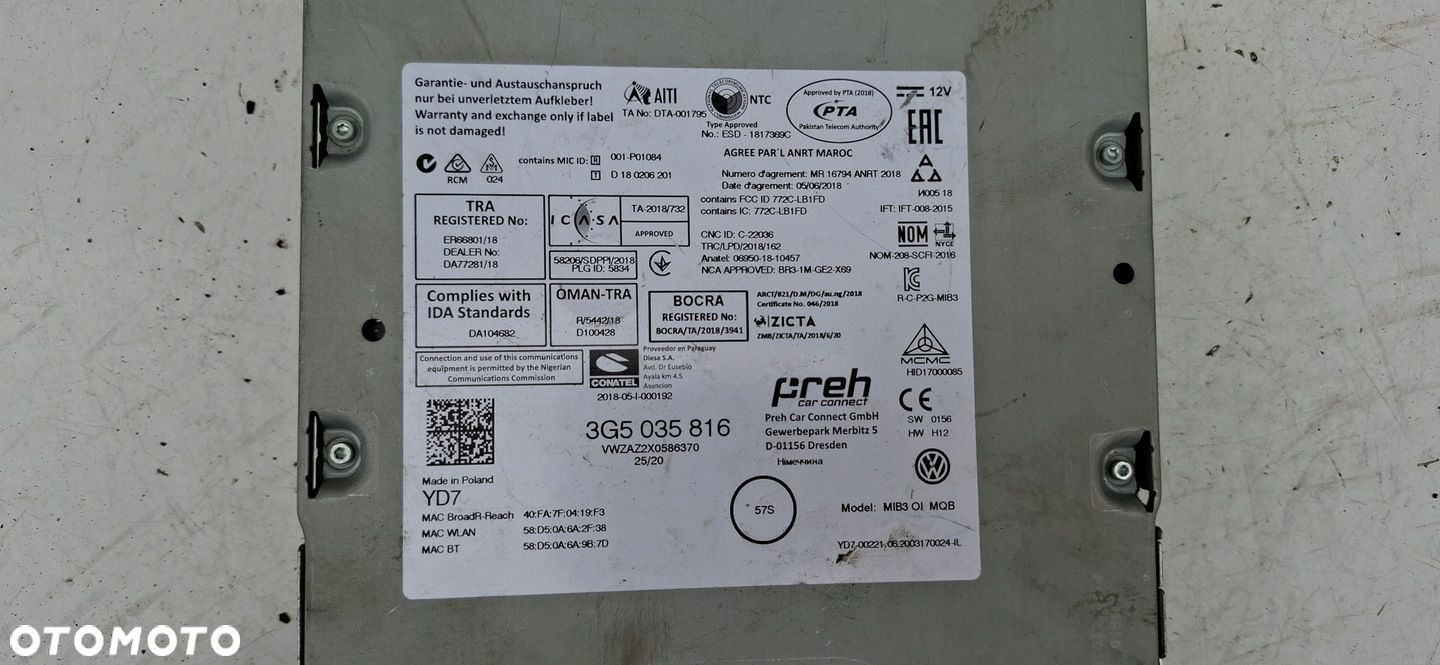 Garantie- und Austauschanspruch
nur bei unverletztem Aufkleber!
Warranty and exchange only if label
is not damaged!
AITI
TA No: DTA-001795
NTC
Type Approved
No.: ESD - 1817369C
Approved by PTA (2018)
PTA
Pakistan Telecom Authority
12V
EAC
RCM
024
contains MIC ID: R 001-P01084
T D 18 0206 201
AGREE PAR´L ANRT MAROC
Numero d'agrement: MR 16794 ANRT 2018
Date d'agrement: 05/06/2018
И005 18
TRA
REGISTERED No:
ER66801/18
DEALER No:
DA77281/18
ICASA
TA-2018/732
APPROVED
contains FCC ID 772C-LB1FD
contains IC: 772C-LB1FD
IFT: IFT-008-2015
58206/SDPPI/2018
PLG ID: 5834
CNC ID: C-22036
TRC/LPD/2018/162
Anatel: 06950-18-10457
NCA APPROVED: BR3-1M-GE2-X69
NOM
NYCE
NOM-208-SCFI-2016
R-C-P2G-MIB3
Complies with
IDA Standards
DA104682
OMAN-TRA
R/5442/18
D100428
BOCRA
REGISTERED No:
BOCRA/TA/2018/3941
ARCT/821/D.M/DG/au.ng/2018
Certificate No. 046/2018
ZICTA
ZMB/ZICTA/TA/2018/6/20
MCMC
HID17000085
Connection and use of this communications
equipment is permitted by the Nigerian
Communications Commission
CONATEL
2018-05-I-000192
Proveedor en Paraguay
Diesa S.A.
Avd. Dr Eusebio
Ayala km 4.5
Asuncion
preh
car connect
Preh Car Connect GmbH
Gewerbepark Merbitz 5
D-01156 Dresden
Німеччина
CE
SW 0156
HW H12
3G5 035 816
VWZAZ2X0586370
25/20
Made in Poland
YD7
MAC BroadR-Reach 40:FA:7F:04:19:F3
MAC WLAN 58:D5:0A:6A:2F:38
MAC BT 58:D5:0A:6A:9B:7D
57S
Model: MIB3 OI MQB
YD7-00221.06.2003170024-IL
OTOMOTO